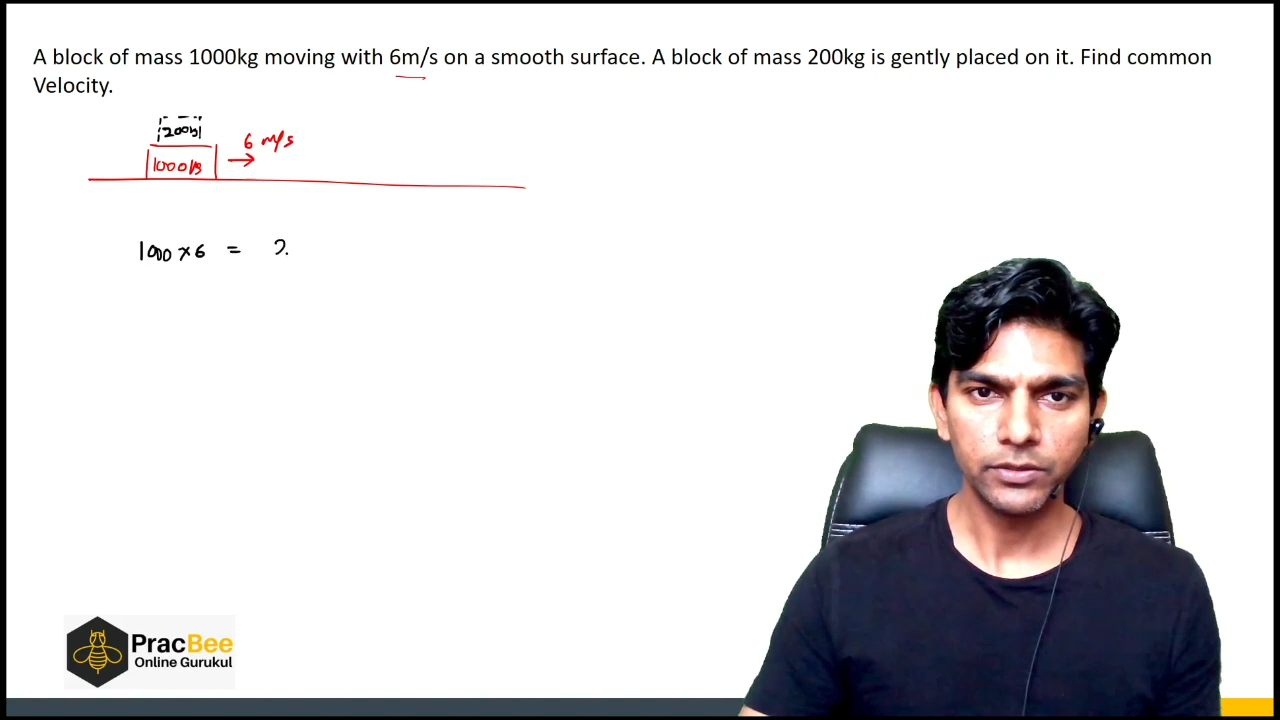 A block of mass 1000kg moving with 6m/s on a smooth surface. A block of mass 200kg is gently placed on it. Find common
Velocity.
200kg
6 m/s
1000kg
1000 × 6 =
PracBee
Online Gurukul